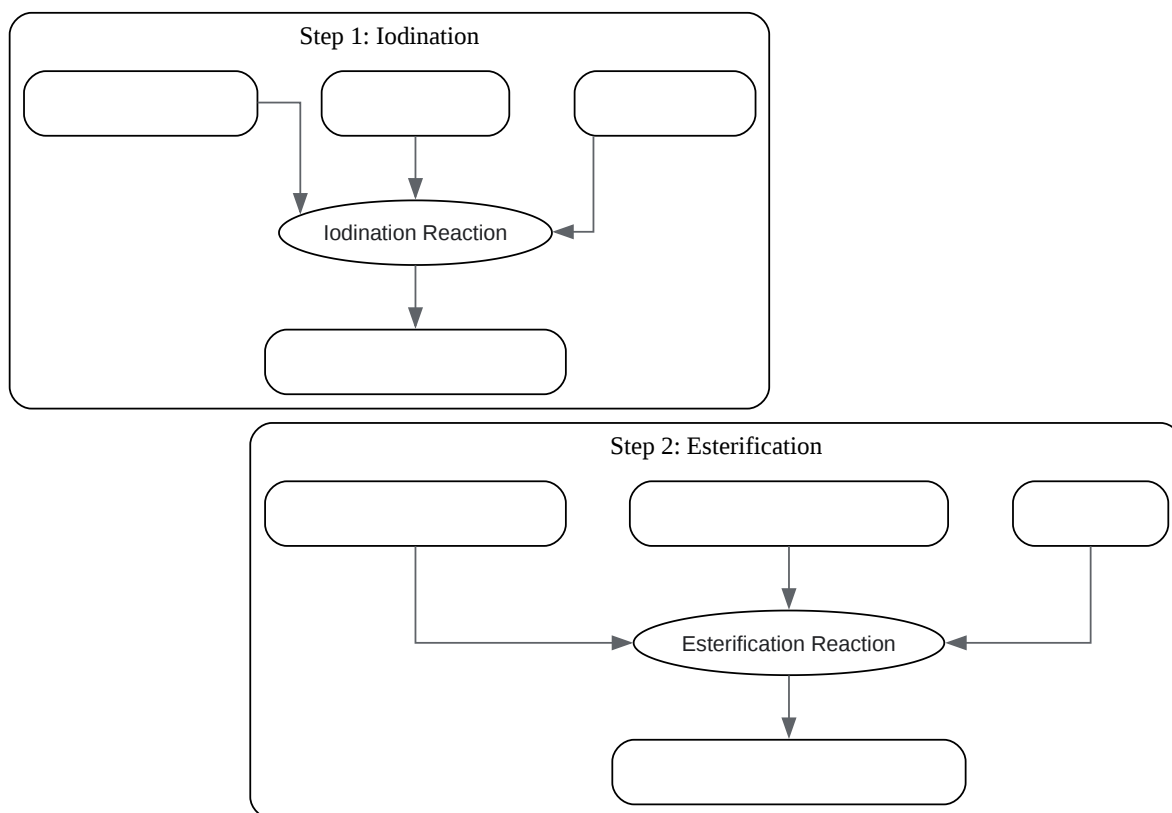 Step 1: Iodination
Iodination Reaction
Step 2: Esterification
Esterification Reaction